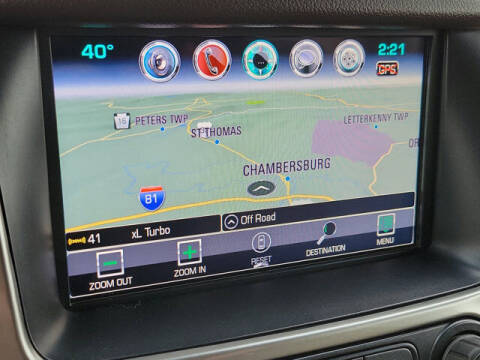 40°
2:21
GPS
16
PETERS TWP
ST THOMAS
LETTERKENNY TWP
CHAMBERSBURG
81
41
xL Turbo
Off Road
ZOOM OUT
ZOOM IN
RESET
DESTINATION
MENU